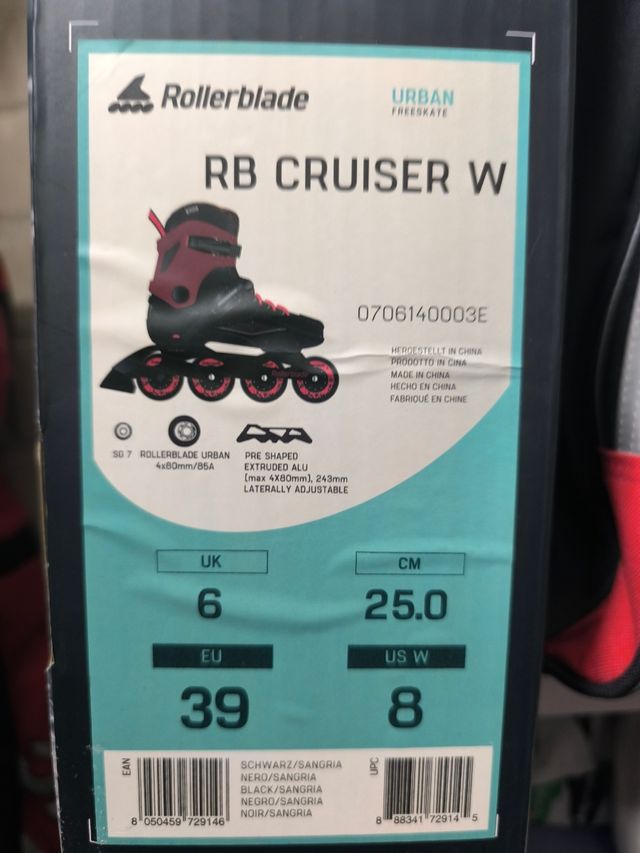 Rollerblade
URBAN
FREESKATE
RB CRUISER W
0706140003E
HERGESTELLT IN CHINA
PRODOTTO IN CINA
MADE IN CHINA
HECHO EN CHINA
FABRIQUÉ EN CHINE
Rollerblade
SG 7
ROLLERBLADE URBAN
4x80mm/85A
PRE SHAPED
EXTRUDED ALU
(max 4X80mm), 243mm
LATERALLY ADJUSTABLE
UK
6
CM
25.0
EU
39
US W
8
EAN
8 050459 729146
SCHWARZ/SANGRIA
NERO/SANGRIA
BLACK/SANGRIA
NEGRO/SANGRIA
NOIR/SANGRIA
UPC
8 88341 72914 5